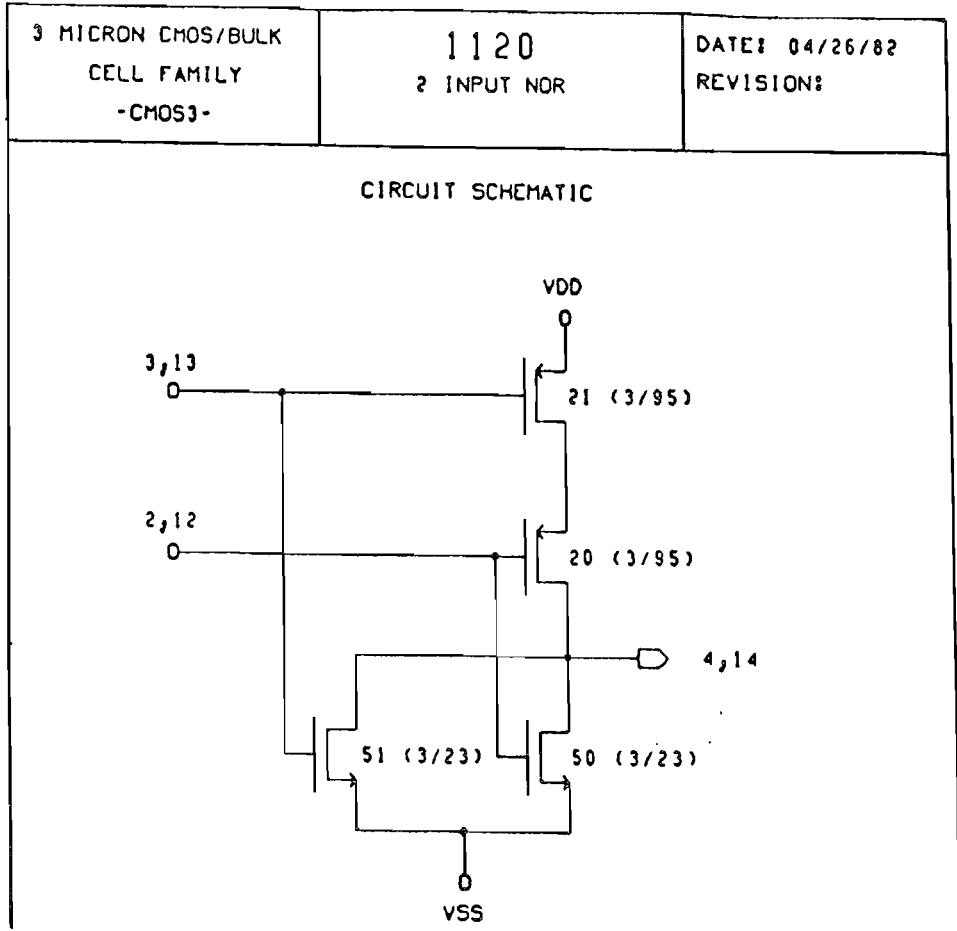 3 MICRON CMOS/BULK
CELL FAMILY
-CMOS3-
1120
2 INPUT NOR
DATE: 04/26/82
REVISION:
CIRCUIT SCHEMATIC
VDD
3,13
21 (3/95)
2,12
20 (3/95)
4,14
51 (3/23)
50 (3/23)
VSS